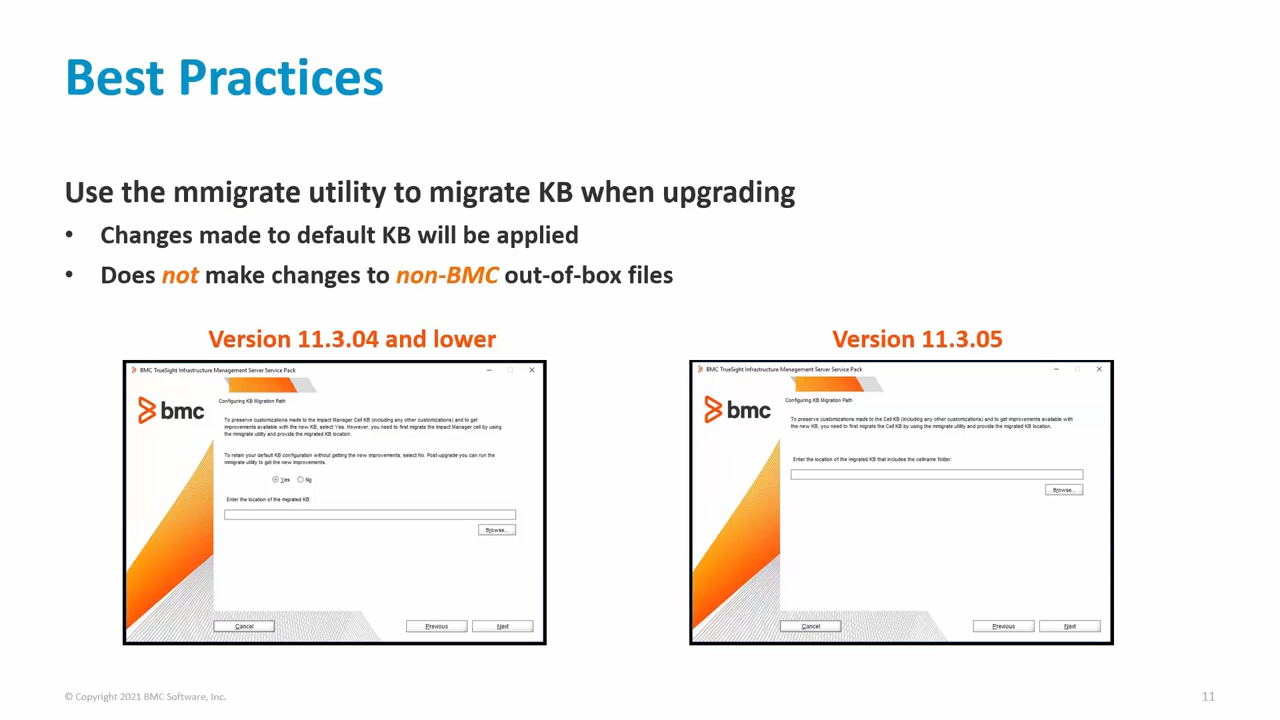 Best Practices
Use the mmigrate utility to migrate KB when upgrading
• Changes made to default KB will be applied
• Does not make changes to non-BMC out-of-box files
Version 11.3.04 and lower
BMC TrueSight Infrastructure Management Server Service Pack
bmc
Configuring KB Migration Path
To preserve customizations made to the Impact Manager Cell KB (including any other customizations) and to get
improvements available with the new KB, select Yes. However, you need to first migrate the Impact Manager cell by using
the mmigrate utility and provide the migrated KB location.
To retain your default KB configuration without getting the new improvements, select No. Post-upgrade you can run the
mmigrate utility to get the new improvements.
Yes No
Enter the location of the migrated KB:
Browse...
Cancel Previous Next
Version 11.3.05
BMC TrueSight Infrastructure Management Server Service Pack
bmc
Configuring KB Migration Path
To preserve customizations made to the Cell KB (including any other customizations) and to get improvements available with
the new KB, you need to first migrate the Cell KB by using the mmigrate utility and provide the migrated KB location.
Enter the location of the migrated KB that includes the cellname folder:
Browse...
Cancel Previous Next
© Copyright 2021 BMC Software, Inc.
11